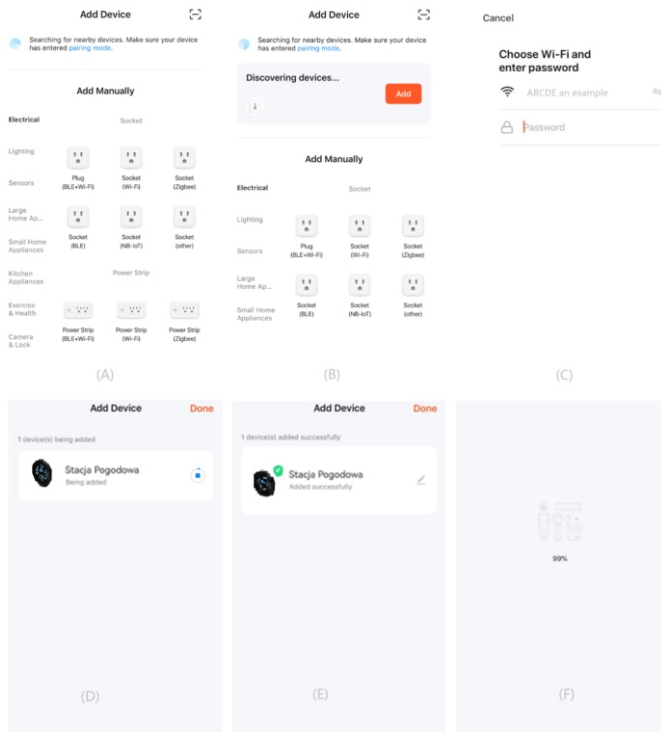 Add Device
Searching for nearby devices. Make sure your device
has entered pairing mode.
Add Manually
Electrical
Socket
Lighting
Sensors
Large
Home Ap...
Small Home
Appliances
Kitchen
Appliances
Exercise
& Health
Camera
& Lock
Plug
(BLE+Wi-Fi)
Socket
(Wi-Fi)
Socket
(Zigbee)
Socket
(BLE)
Socket
(NB-IoT)
Socket
(other)
Power Strip
Power Strip
(BLE+Wi-Fi)
Power Strip
(Wi-Fi)
Power Strip
(Zigbee)
(A)
Add Device
Searching for nearby devices. Make sure your device
has entered pairing mode.
Discovering devices...
Add
Add Manually
Electrical
Socket
Lighting
Sensors
Large
Home Ap...
Small Home
Appliances
Plug
(BLE+Wi-Fi)
Socket
(Wi-Fi)
Socket
(Zigbee)
Socket
(BLE)
Socket
(NB-IoT)
Socket
(other)
(B)
Cancel
Choose Wi-Fi and
enter password
ABCDE an example
Password
(C)
Add Device
Done
1 device(s) being added
Stacja Pogodowa
Being added
(D)
Add Device
Done
1 device(s) added successfully
Stacja Pogodowa
Added successfully
(E)
99%
(F)